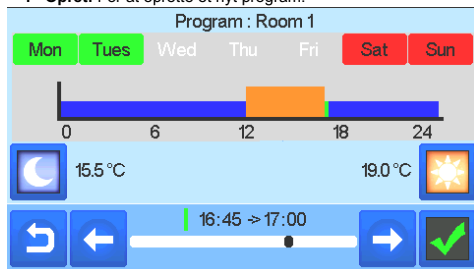 Opret: For at oprette et nyt program.
Program : Room 1
Mon Tues Wed Thu Fri Sat Sun
0 6 12 18 24
15.5 °C 19.0 °C
16:45 -> 17:00